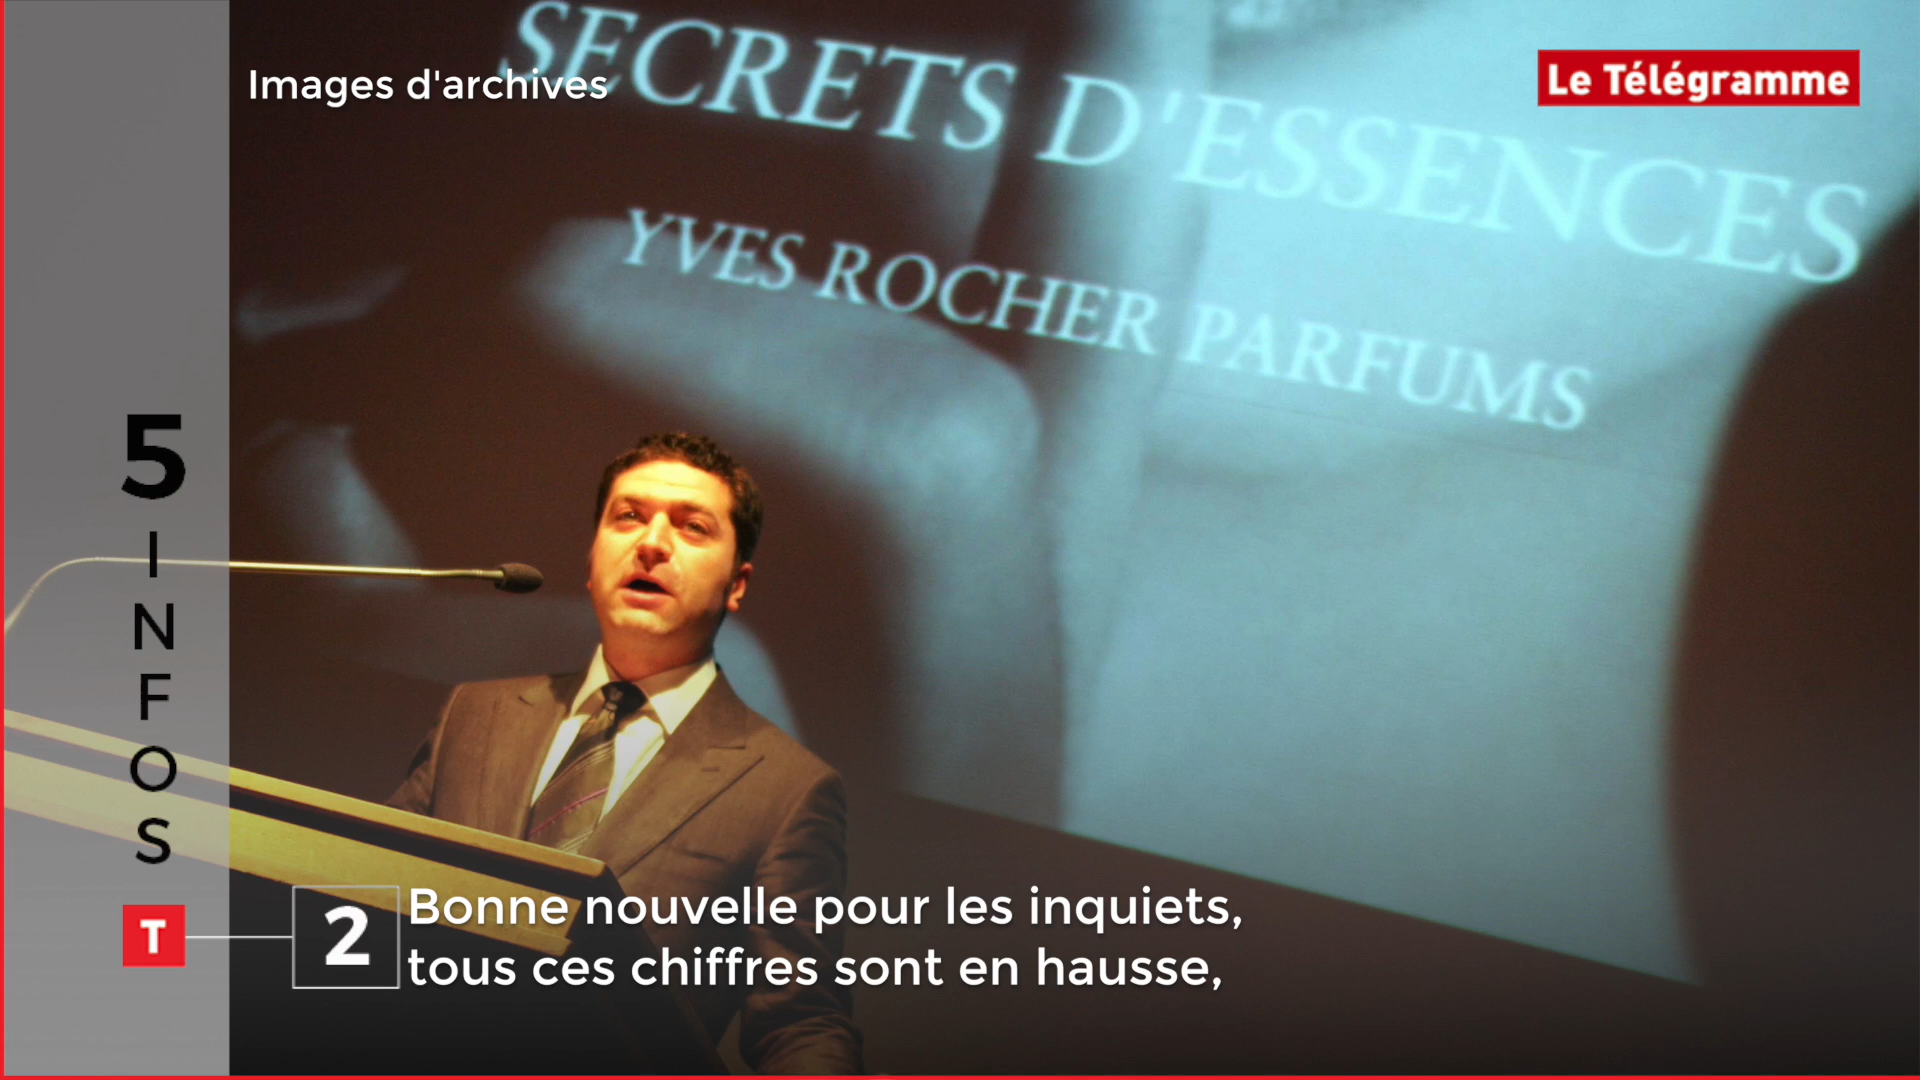 Images d'archives
Le Télégramme
SECRETS D'ESSENCES
YVES ROCHER PARFUMS
5
INFOS
T
2
Bonne nouvelle pour les inquiets,
tous ces chiffres sont en hausse,